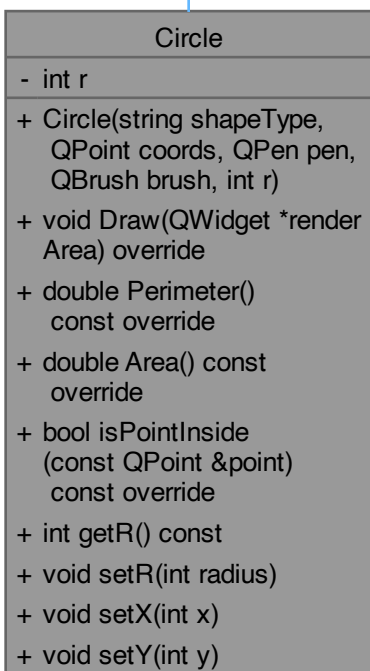 Circle
- int r
+ Circle(string shapeType,
QPoint coords, QPen pen,
QBrush brush, int r)
+ void Draw(QWidget *render
Area) override
+ double Perimeter()
const override
+ double Area() const
override
+ bool isPointInside
(const QPoint &point)
const override
+ int getR() const
+ void setR(int radius)
+ void setX(int x)
+ void setY(int y)